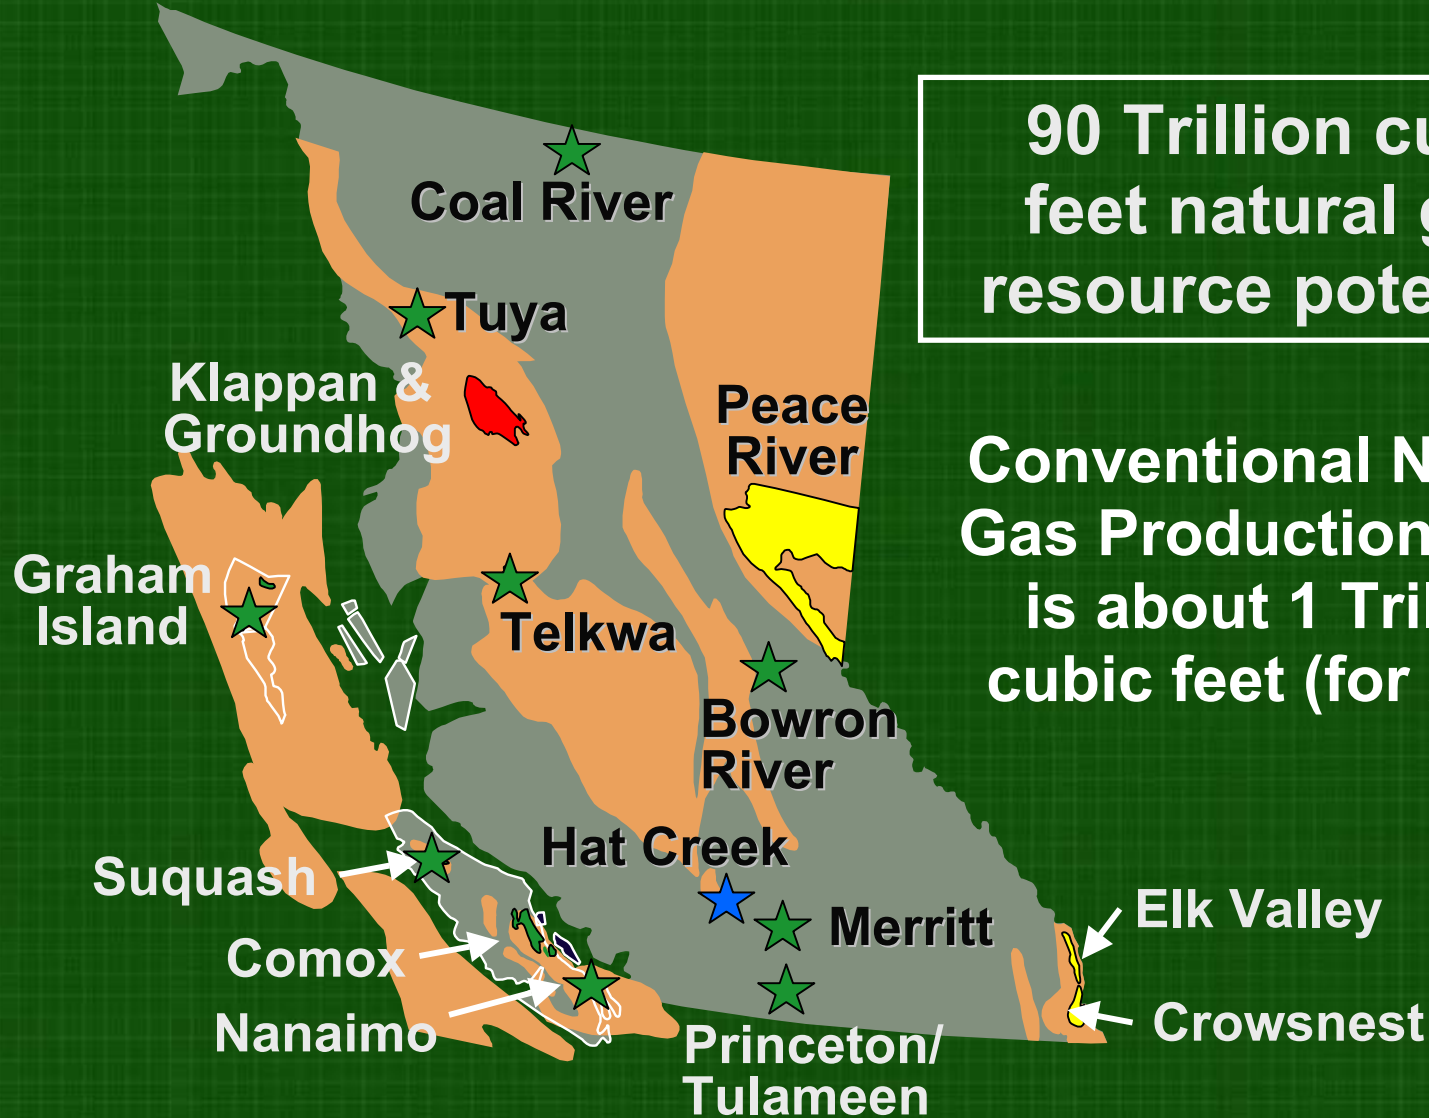 90 Trillion cu
feet natural g
resource pote
Coal River
Tuya
Klappan &
Groundhog
Peace
River
Conventional N
Gas Production
is about 1 Tril
cubic feet (for
Graham
Island
Telkwa
Bowron
River
Hat Creek
Suquash
Merritt
Elk Valley
Comox
Nanaimo
Crowsnest
Princeton/
Tulameen